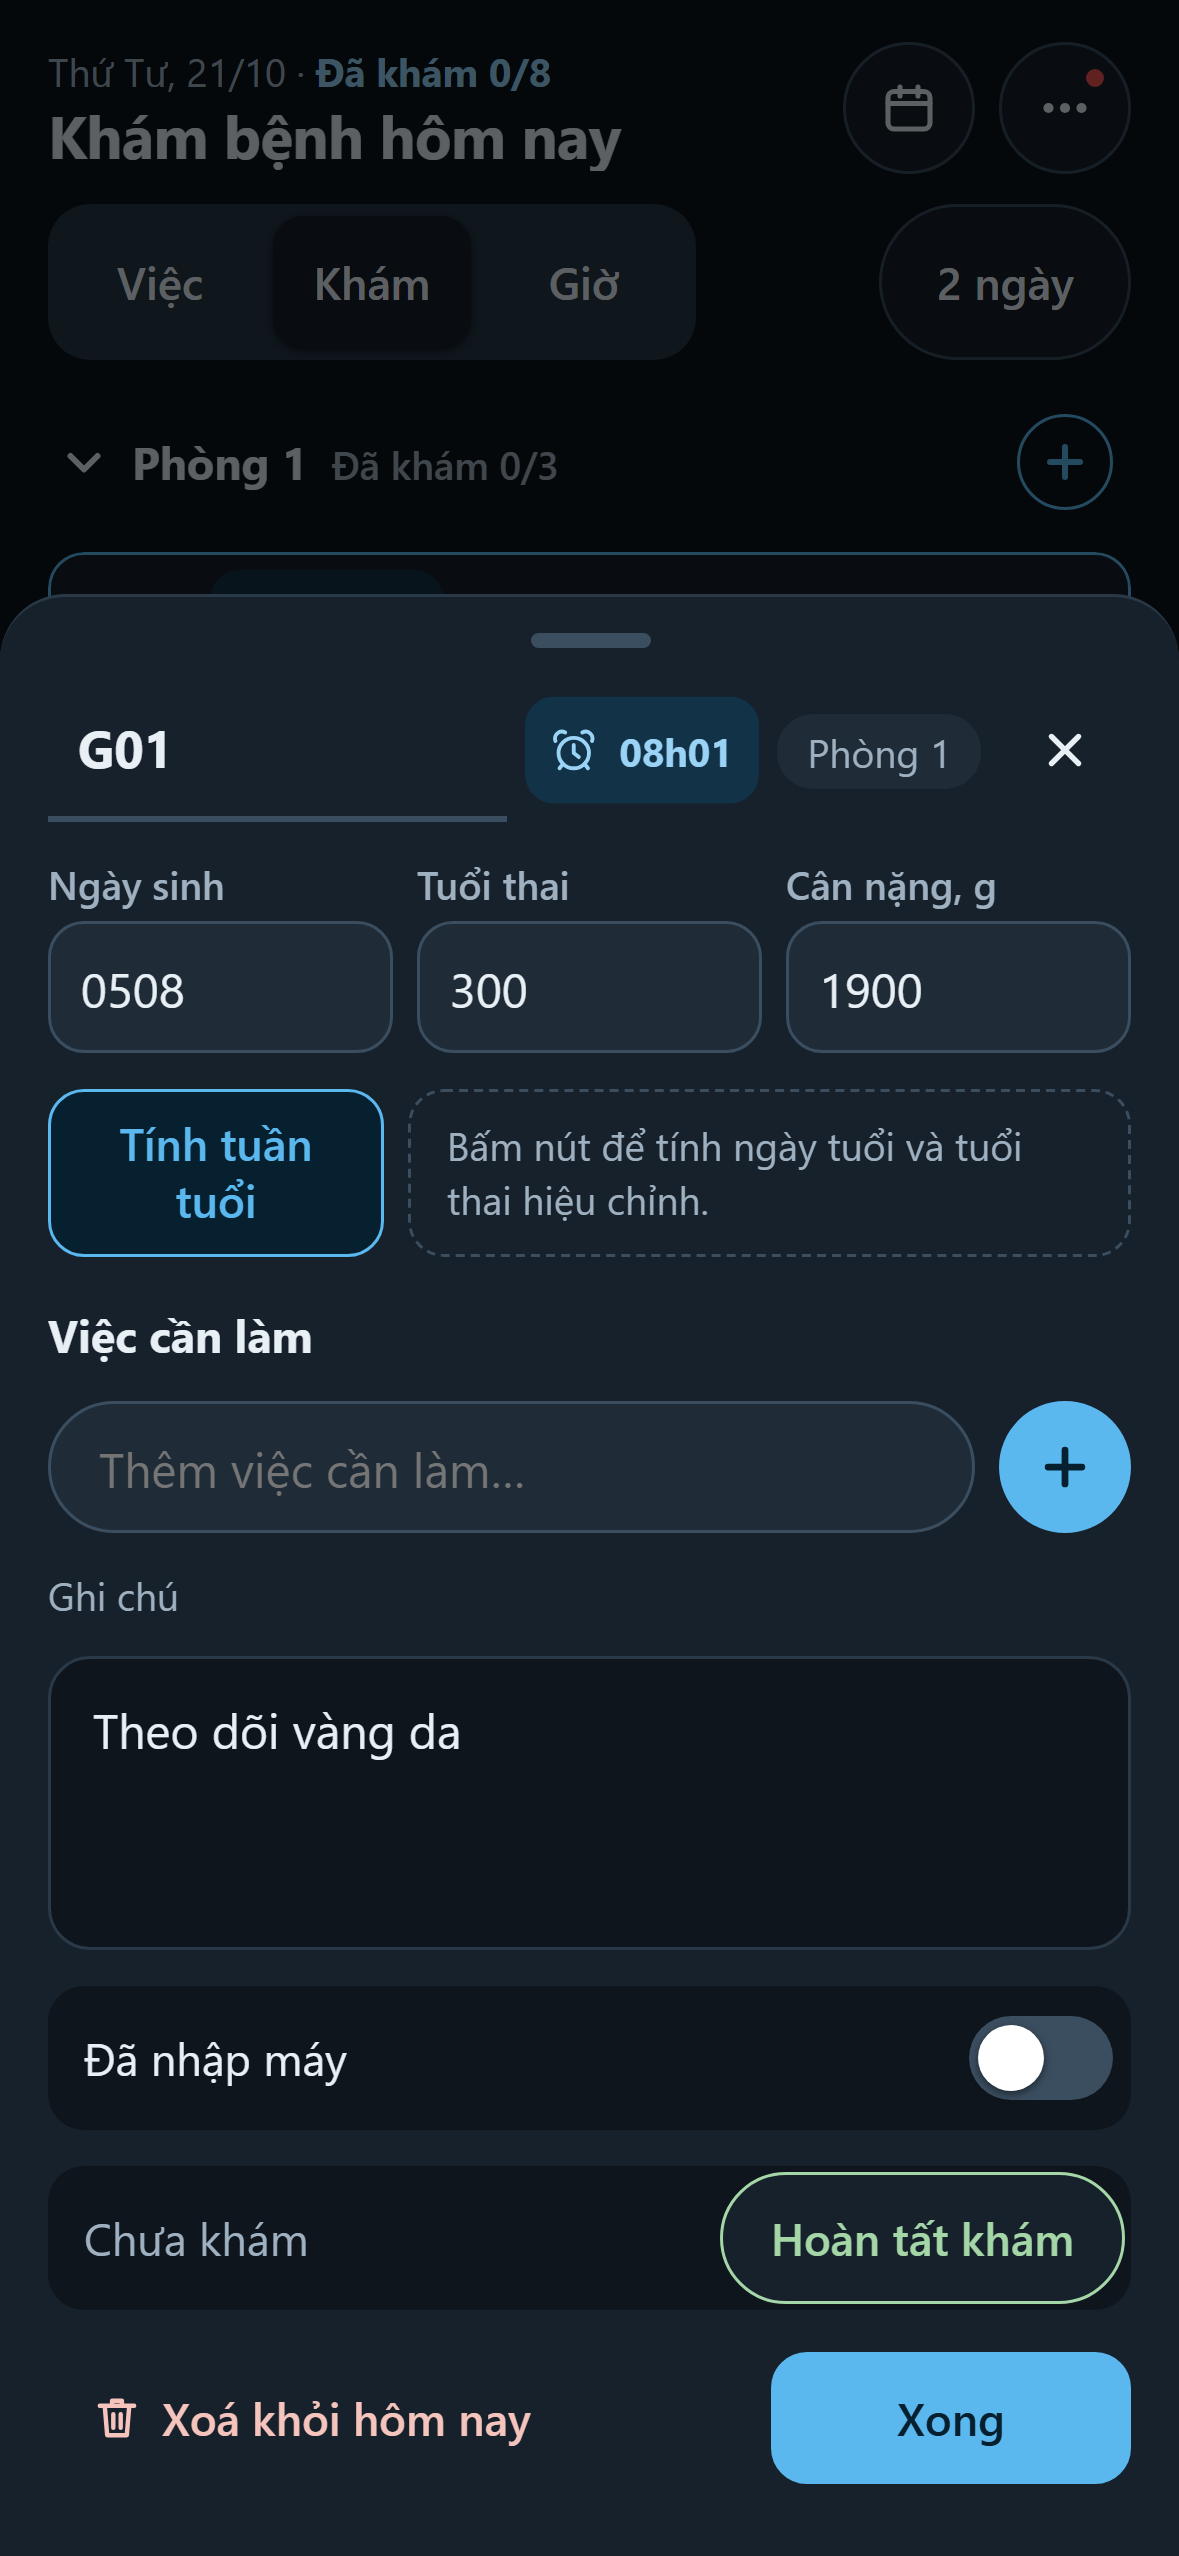 Thứ Tư, 21/10 · Đã khám 0/8
Khám bệnh hôm nay
Việc
Khám
Giờ
2 ngày
Phòng 1 Đã khám 0/3
G01
08h01
Phòng 1
Ngày sinh
Tuổi thai
Cân nặng, g
0508
300
1900
Tính tuần
tuổi
Bấm nút để tính ngày tuổi và tuổi
thai hiệu chỉnh.
Việc cần làm
Thêm việc cần làm...
Ghi chú
Theo dõi vàng da
Đã nhập máy
Chưa khám
Hoàn tất khám
Xoá khỏi hôm nay
Xong